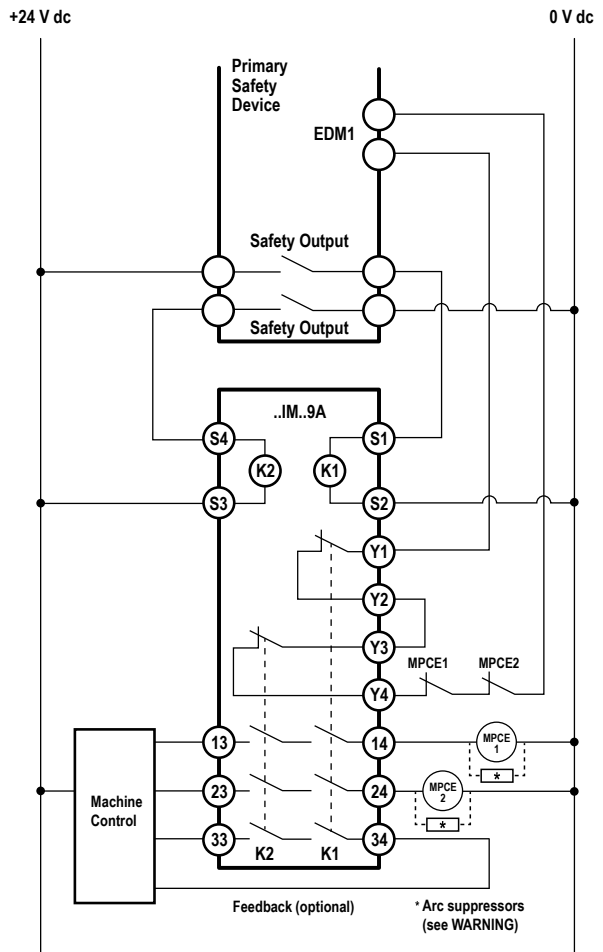 +24 V dc
0 V dc
Primary
Safety
Device
EDM1
Safety Output
Safety Output
..IM..9A
S4
S1
K2
K1
S3
S2
Y1
Y2
Y3
MPCE1
MPCE2
Y4
13
14
MPCE
1
*
23
24
MPCE
2
*
Machine
Control
33
34
K2
K1
Feedback (optional)
* Arc suppressors
(see WARNING)